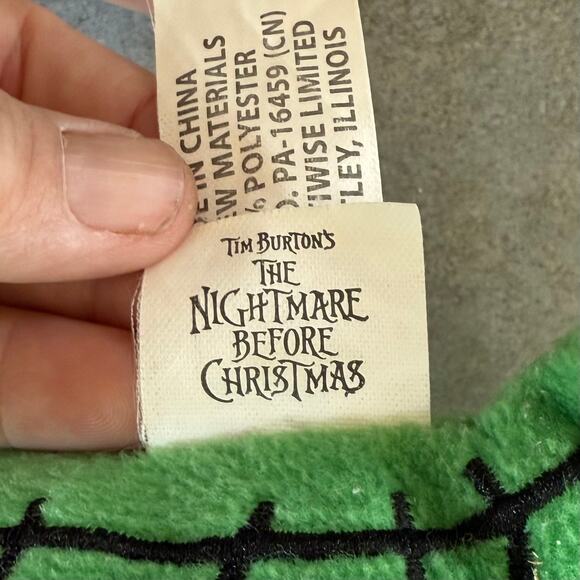 IN CHINA
MATERIALS
POLYESTER
PA-16459 (CN)
LIMITED
ILLINOIS
TIM BURTON'S
THE
NIGHTMARE
BEFORE
CHRISTMAS